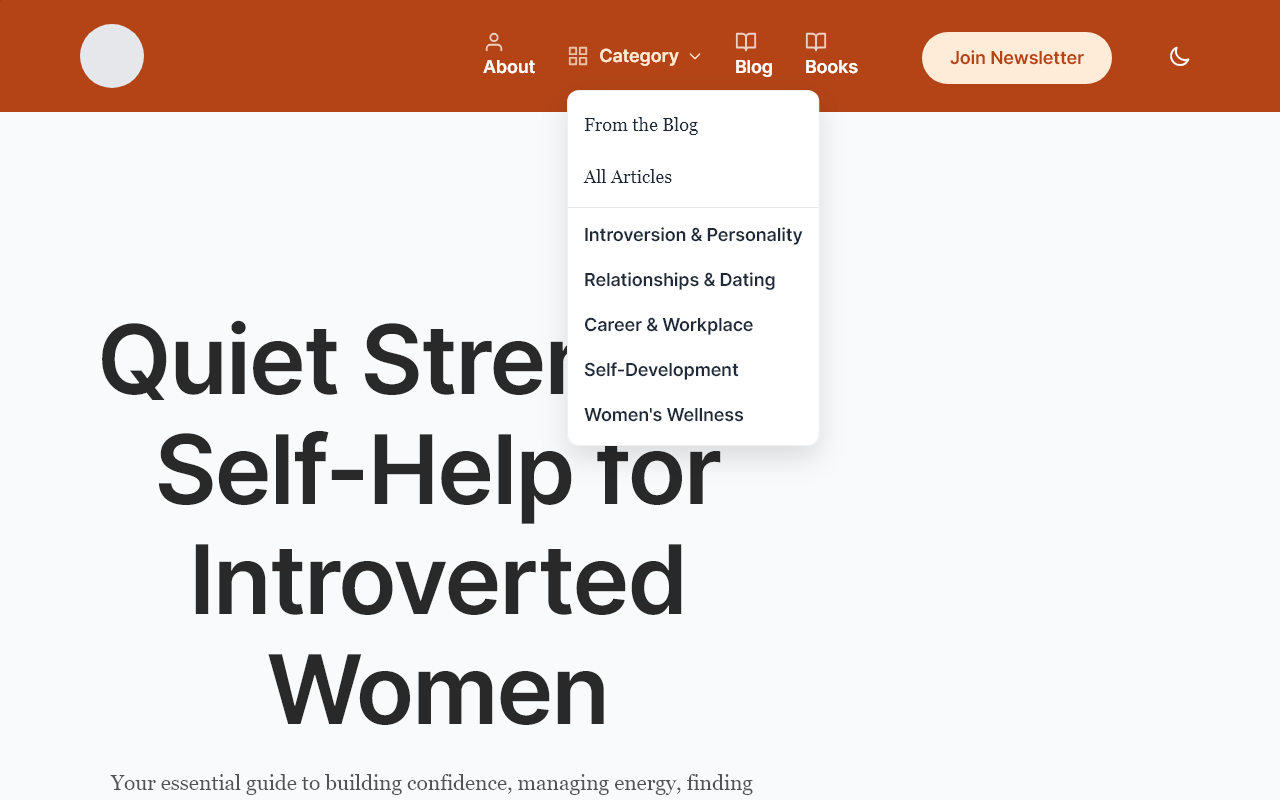 About
Category
Blog
Books
Join Newsletter
From the Blog
All Articles
Introversion & Personality
Relationships & Dating
Career & Workplace
Self-Development
Women's Wellness
Quiet Stren
Self-Help for
Introverted
Women
Your essential guide to building confidence, managing energy, finding